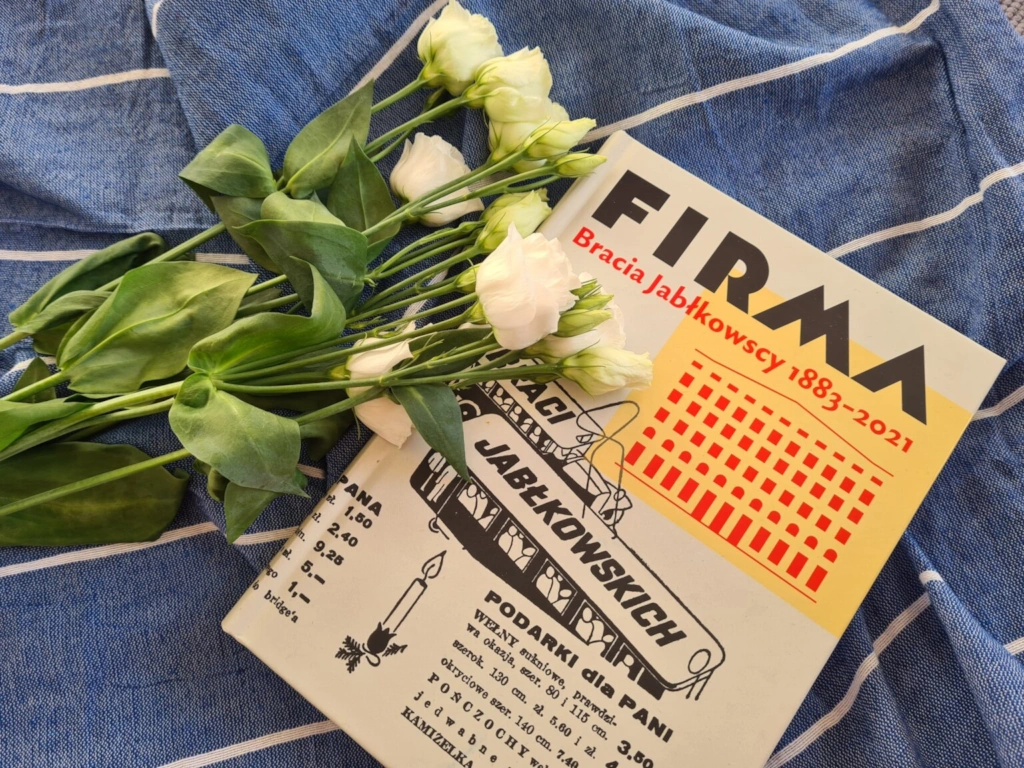 FIRMA
Bracia Jabłkowscy 1883–2021
BRACI
JABŁKOWSKICH
PANA
zł. 1,50
zł. 2,40
9,25
zł. 5,—
1,—
bridge'a
PODARKI dla PANI
WEŁNY sukniowe, prawdzi.
wa okazja, szer. 80 i 115 cm.
szerok. 130 cm. zł. 5.60 i zł. 3,50
okryciowe szer. 140 cm. 7.40
POŃCZOCHY
jedwabne
KAMIZELKA